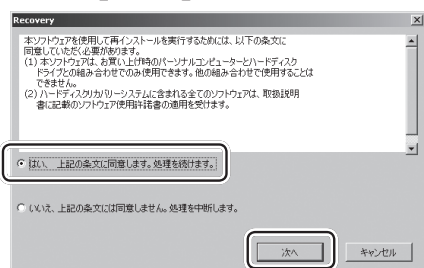 Recovery
本ソフトウェアを使用して再インストールを実行するためには、以下の条文に
同意していただく必要があります。
(1) 本ソフトウェアは、お買い上げ時のパーソナルコンピューターとハードディスク
ドライブとの組み合わせでのみ使用できます。他の組み合わせで使用することは
できません。
(2) ハードディスクリカバリーシステムに含まれる全てのソフトウェアは、取扱説明
書に記載のソフトウェア使用許諾書の適用を受けます。
はい、 上記の条文に同意します。処理を続けます。
いいえ、上記の条文には同意しません。処理を中断します。
次へ
キャンセル